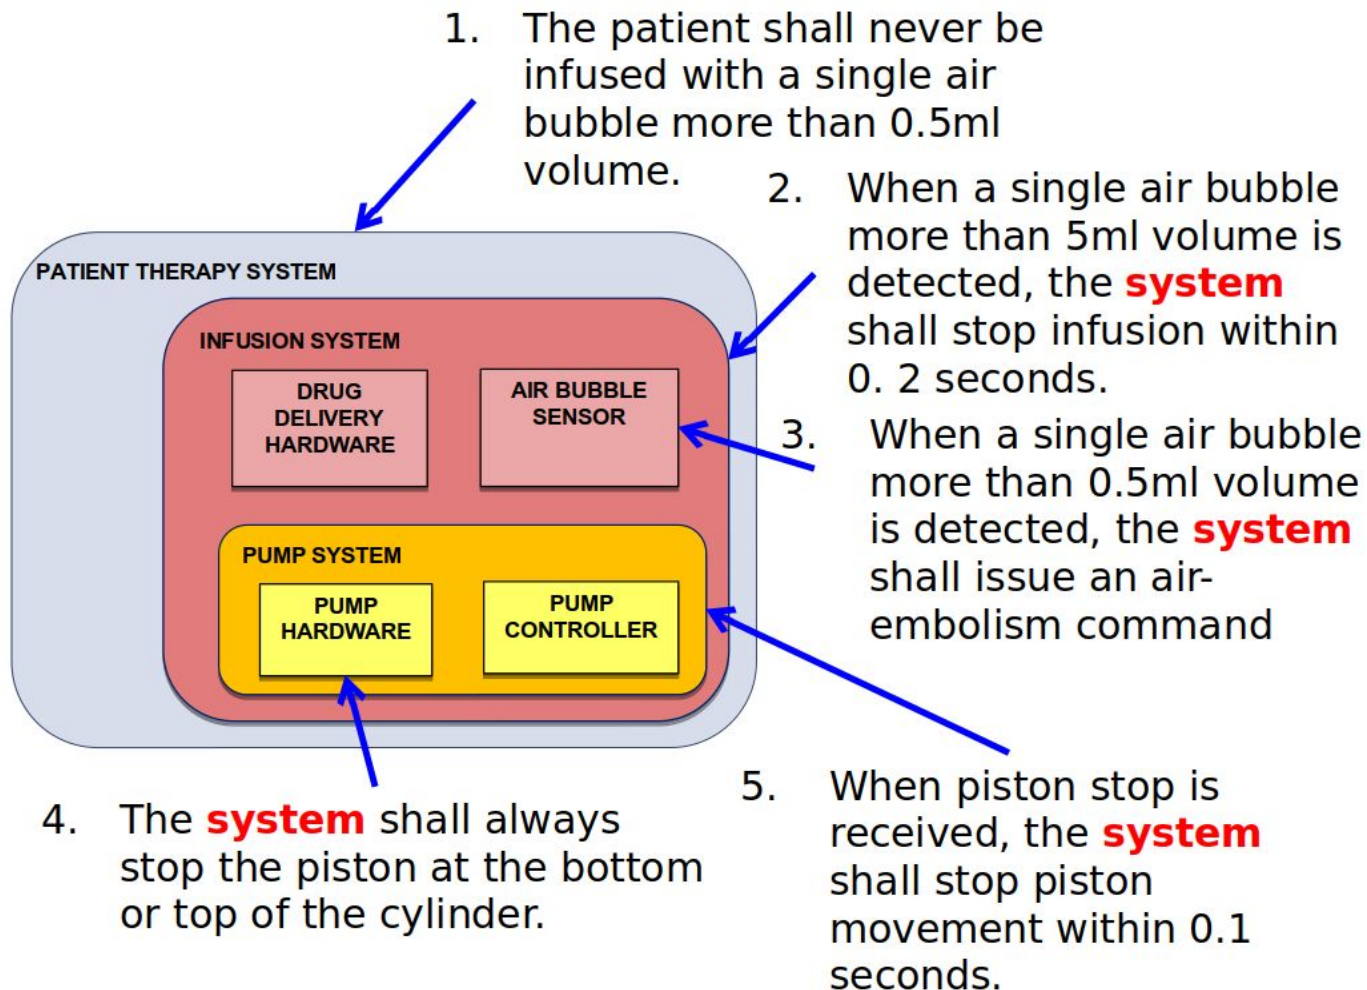 1. The patient shall never be
infused with a single air
bubble more than 0.5ml
volume.
2. When a single air bubble
more than 5ml volume is
detected, the system
shall stop infusion within
0. 2 seconds.
PATIENT THERAPY SYSTEM
INFUSION SYSTEM
DRUG
DELIVERY
HARDWARE
AIR BUBBLE
SENSOR
3. When a single air bubble
more than 0.5ml volume
is detected, the system
shall issue an air-
embolism command
PUMP SYSTEM
PUMP
HARDWARE
PUMP
CONTROLLER
4. The system shall always
stop the piston at the bottom
or top of the cylinder.
5. When piston stop is
received, the system
shall stop piston
movement within 0.1
seconds.